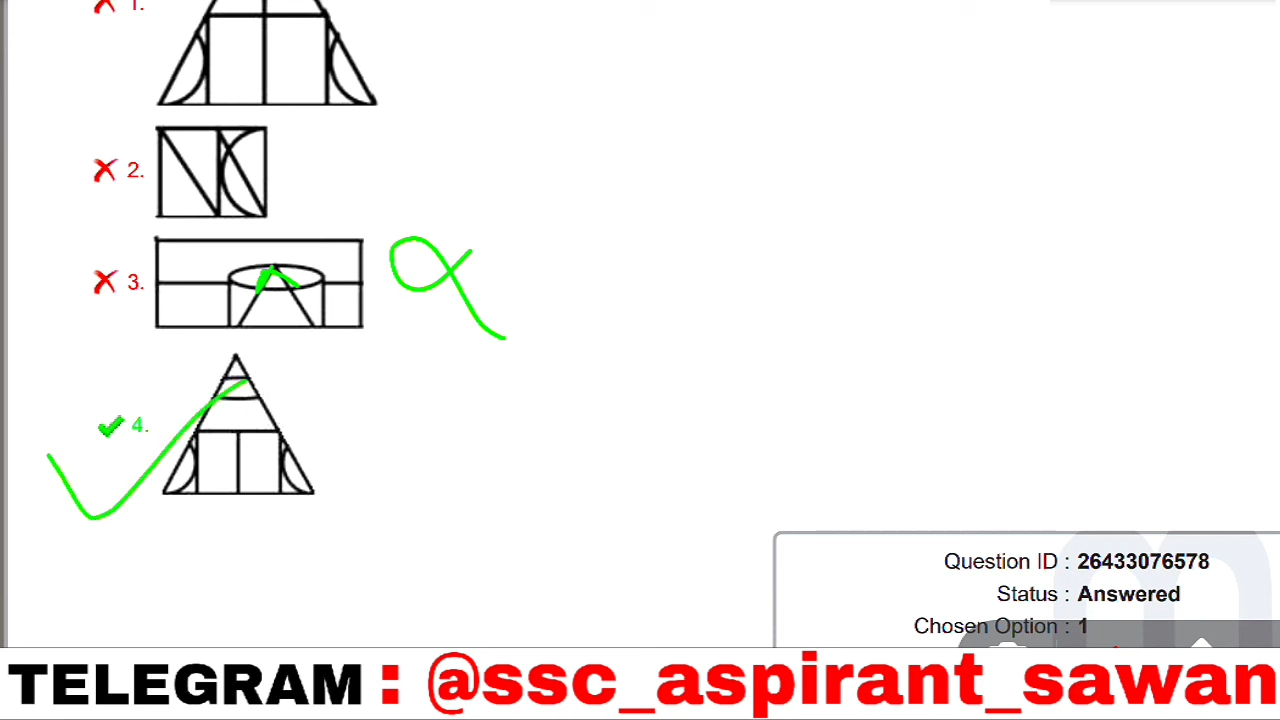 1.
2.
3.
4.
Question ID : 26433076578
Status : Answered
Chosen Option : 1
TELEGRAM : @ssc_aspirant_sawan